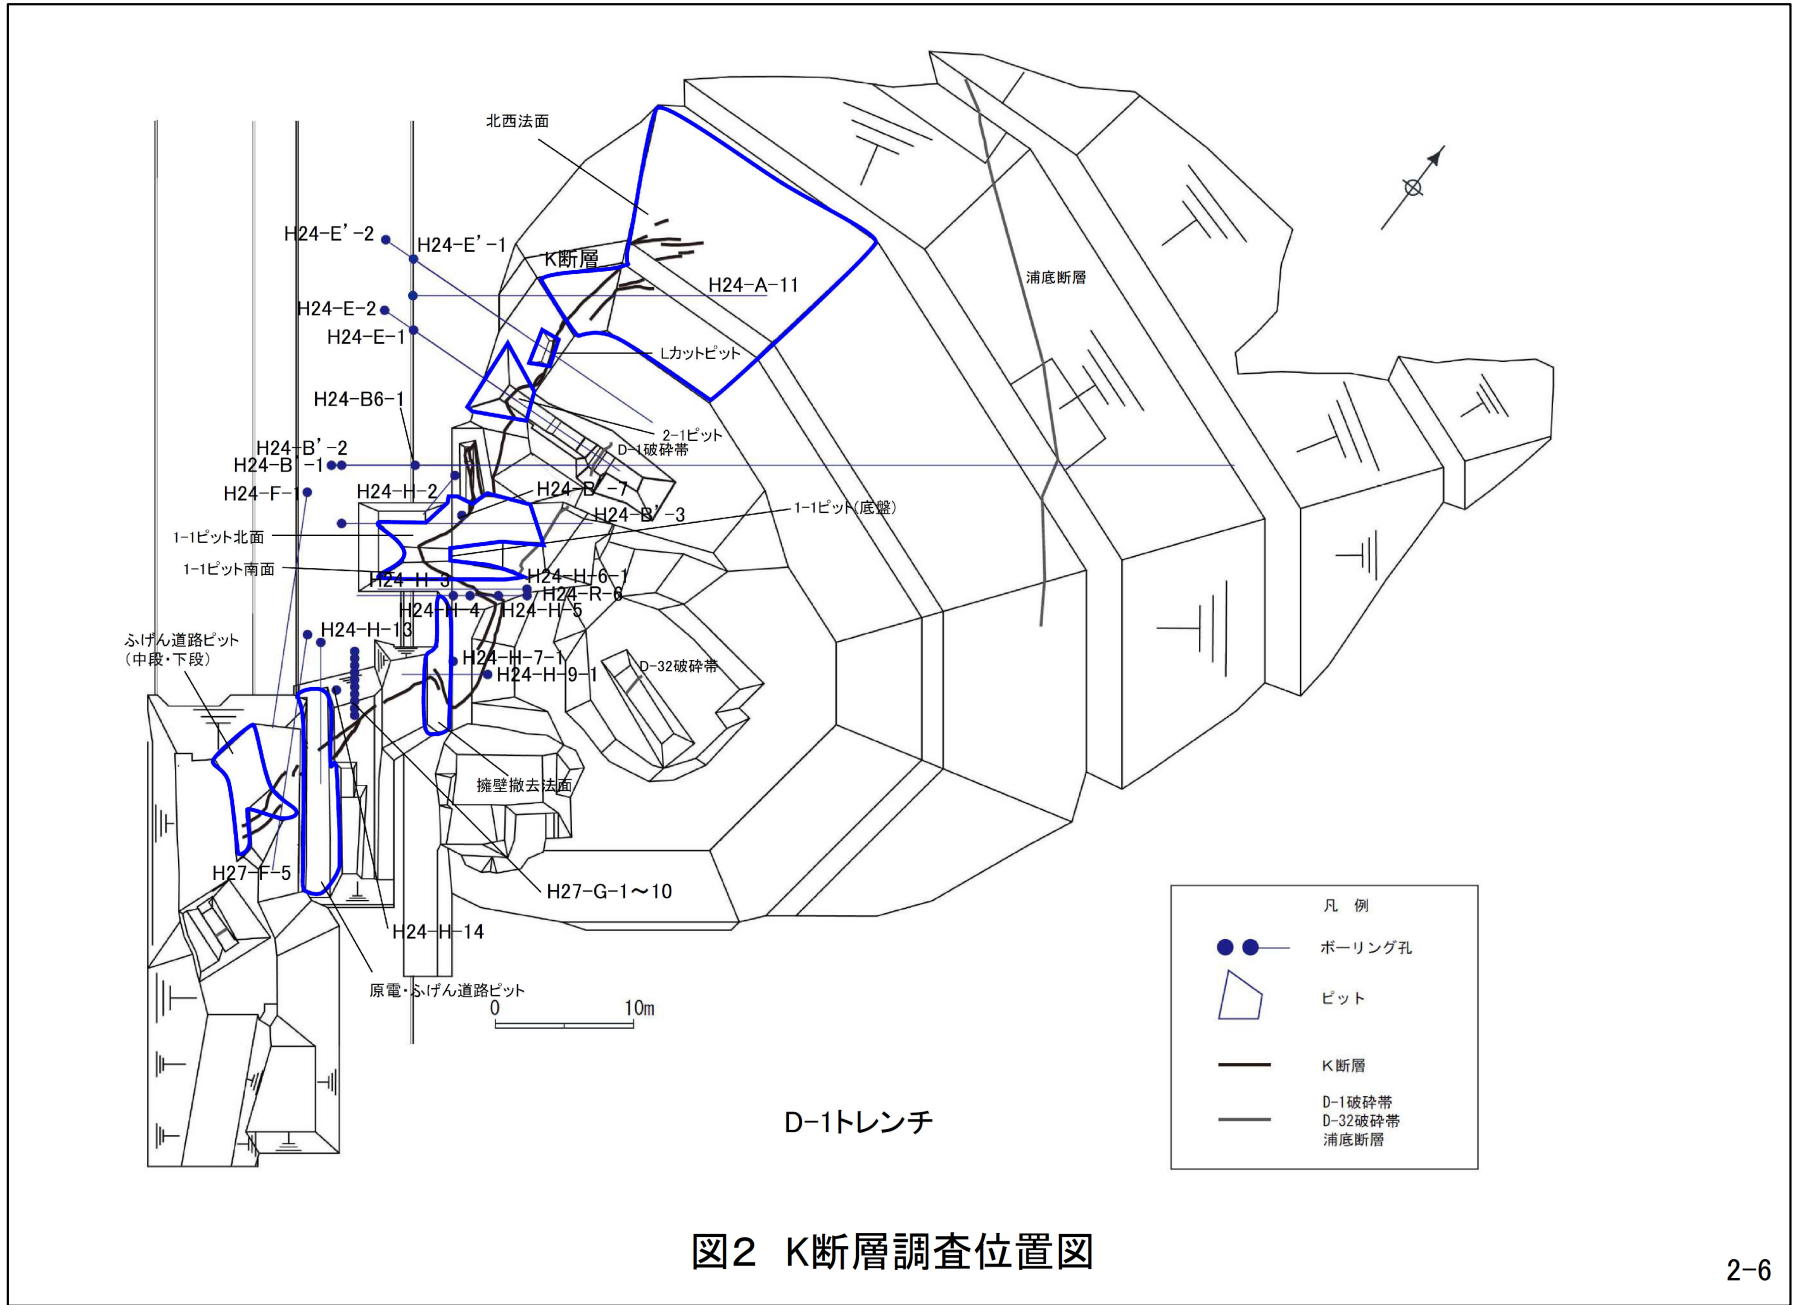 北西法面
H24-E'-2
H24-E'-1
K断層
浦底断層
H24-A-11
H24-E-2
H24-E-1
Lカットピット
H24-B6-1
2-1ピット
D-1破砕帯
H24-B'-2
H24-B'-1
H24-F-1
H24-H-2
H24-B'-7
1-1ピット(底盤)
H24-B'-3
1-1ピット北面
1-1ピット南面
H24-H-3
H24-H-6-1
H24-R-6
H24-H-4
H24-H-5
H24-H-13
ふげん道路ピット
(中段・下段)
H24-H-7-1
H24-H-9-1
D-32破砕帯
擁壁撤去法面
H27-F-5
H27-G-1～10
H24-H-14
原電・ふげん道路ピット
0 10m
凡 例
ボーリング孔
ピット
K断層
D-1破砕帯
D-32破砕帯
浦底断層
D-1トレンチ
図2 K断層調査位置図
2-6